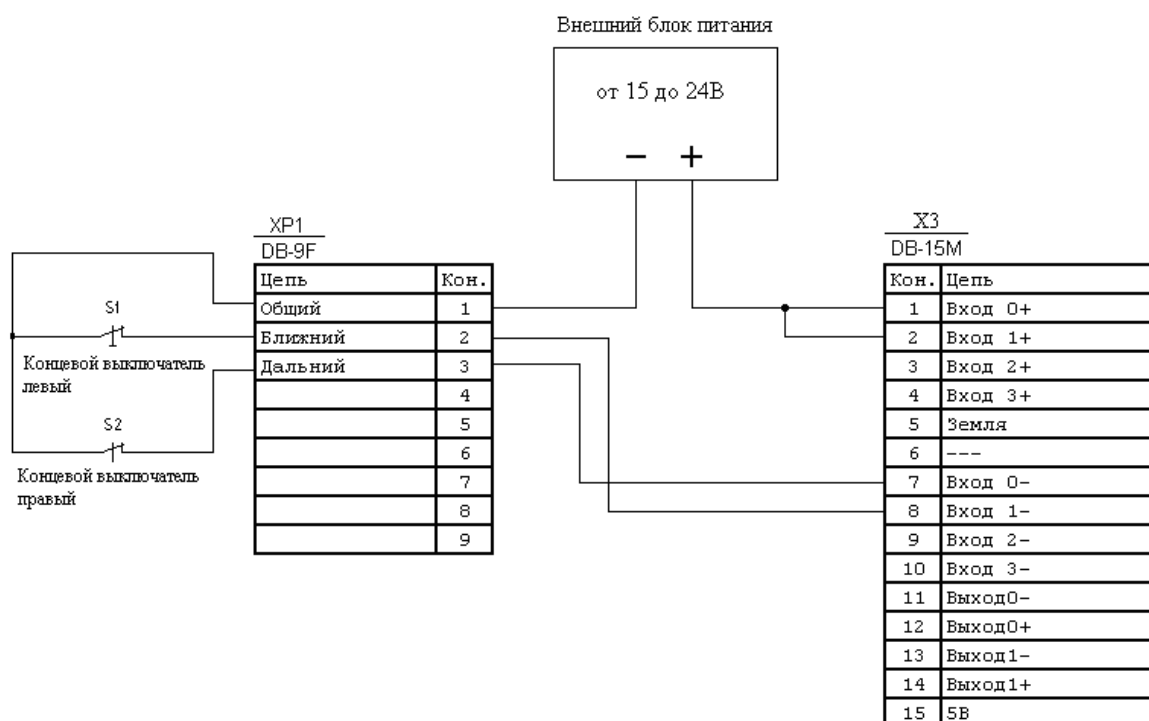 Внешний блок питания
от 15 до 24В
− +
XP1
DB-9F
Цепь Кон.
Общий 1
Ближний 2
Дальний 3
4
5
6
7
8
9
S1
Концевой выключатель
левый
S2
Концевой выключатель
правый
X3
DB-15M
Кон. Цепь
1 Вход 0+
2 Вход 1+
3 Вход 2+
4 Вход 3+
5 Земля
6 ---
7 Вход 0-
8 Вход 1-
9 Вход 2-
10 Вход 3-
11 Выход0-
12 Выход0+
13 Выход1-
14 Выход1+
15 5В